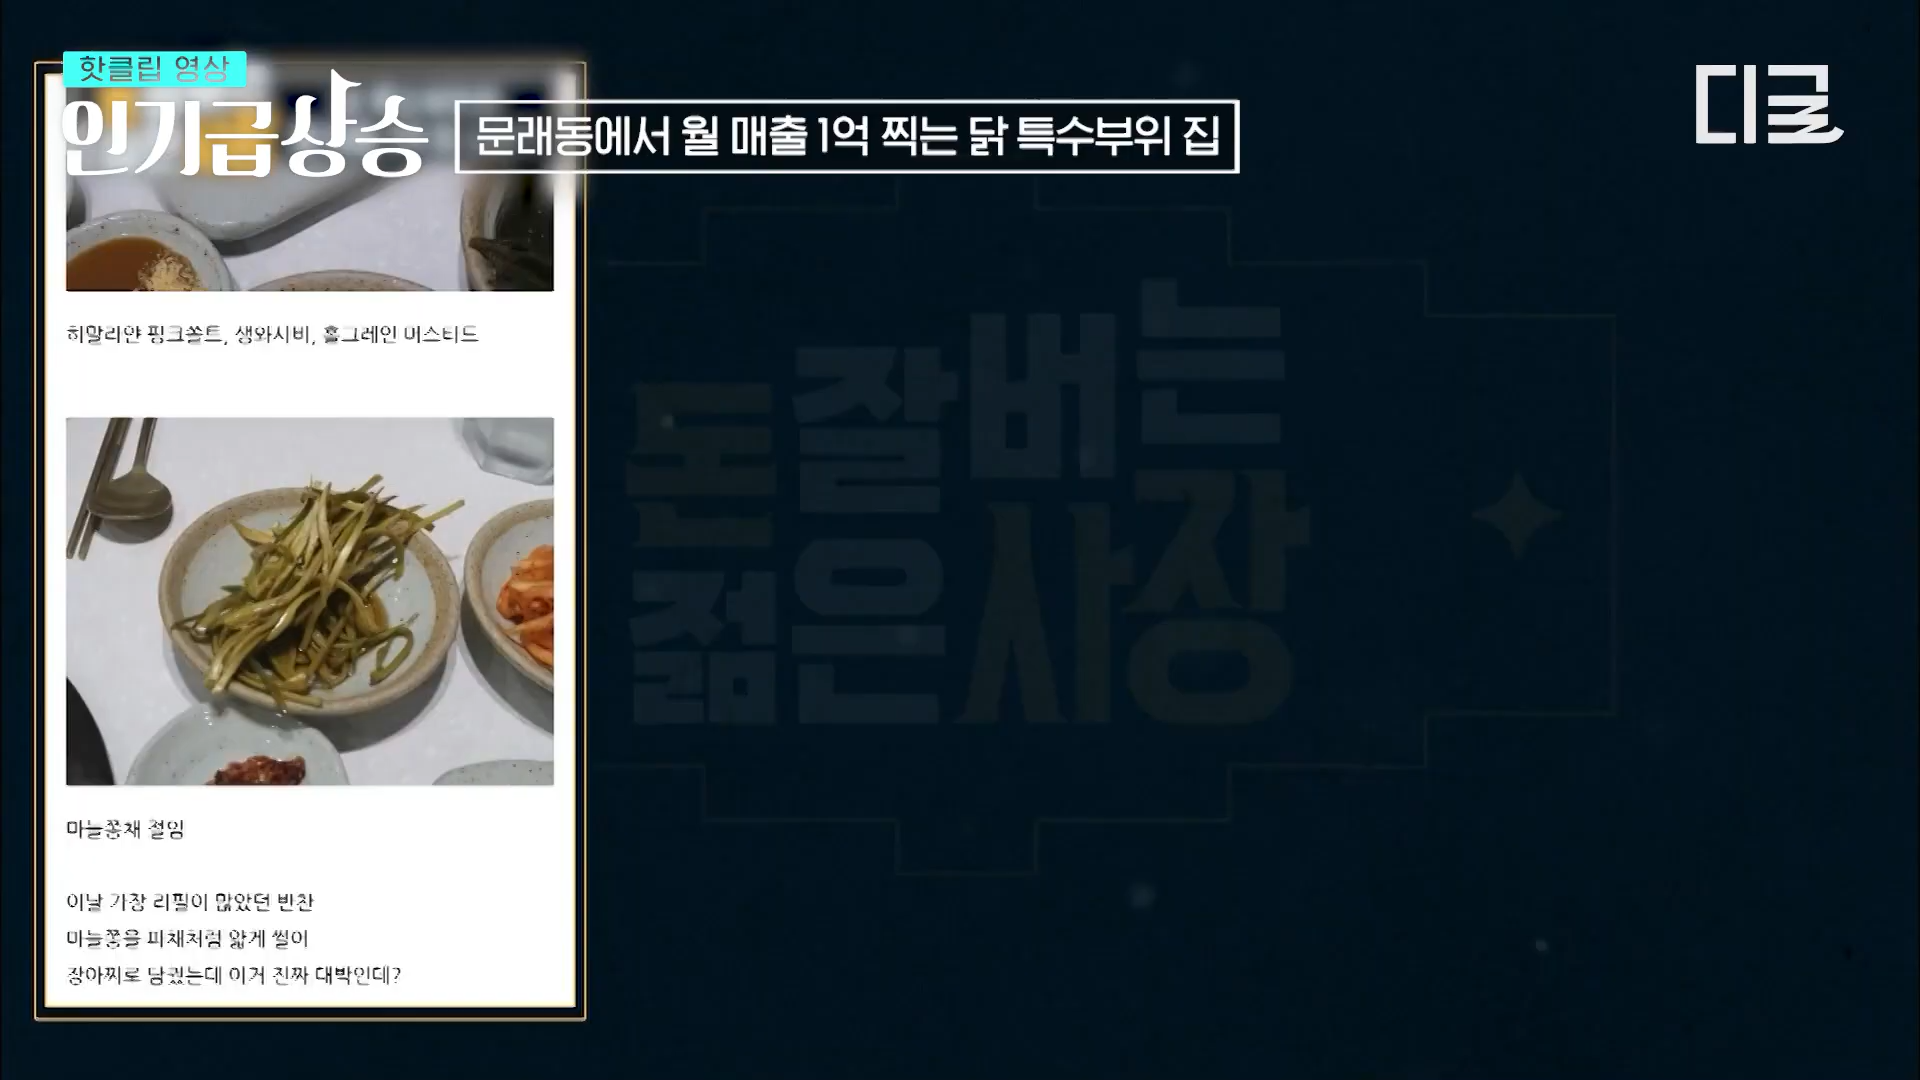 핫클립 영상
인기급상승
문래동에서 월 매출 1억 찍는 닭 특수부위 집
디글
히말리얀 핑크쏠트, 생와사비, 홀그레인 머스타드
돈 잘 버는
젊은 사장
마늘쫑채 절임
이날 가장 리필이 많았던 반찬
마늘쫑을 파채처럼 얇게 썰어
장아찌로 담궜는데 이거 진짜 대박인데?